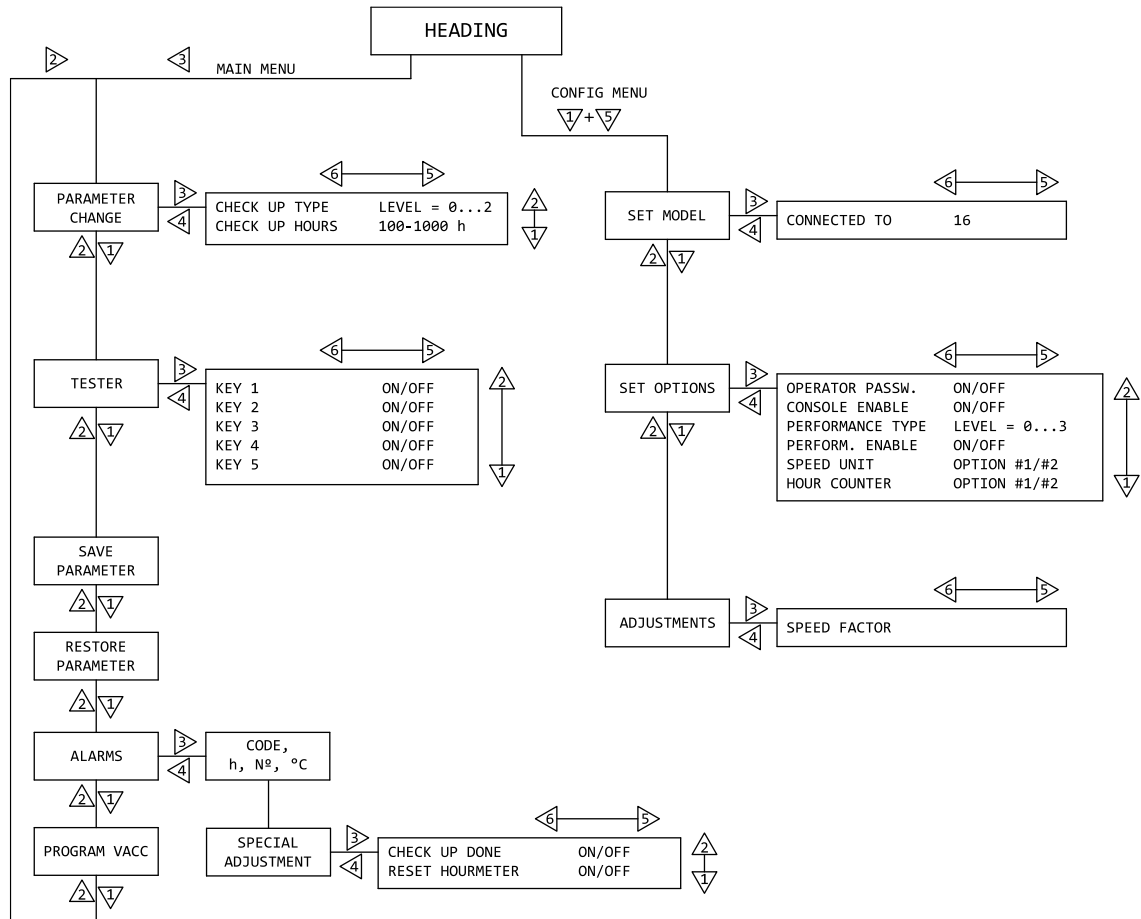 HEADING
2
3
MAIN MENU
CONFIG MENU
1 + 5
6 5
PARAMETER
CHANGE
3
4
CHECK UP TYPE LEVEL = 0...2
CHECK UP HOURS 100-1000 h
2
1
2 1
6 5
SET MODEL
3
4
CONNECTED TO 16
2 1
6 5
TESTER
3
4
KEY 1 ON/OFF
KEY 2 ON/OFF
KEY 3 ON/OFF
KEY 4 ON/OFF
KEY 5 ON/OFF
2
1
2 1
6 5
SET OPTIONS
3
4
OPERATOR PASSW. ON/OFF
CONSOLE ENABLE ON/OFF
PERFORMANCE TYPE LEVEL = 0...3
PERFORM. ENABLE ON/OFF
SPEED UNIT OPTION #1/#2
HOUR COUNTER OPTION #1/#2
2
1
2 1
SAVE
PARAMETER
2 1
6 5
ADJUSTMENTS
3
4
SPEED FACTOR
RESTORE
PARAMETER
2 1
ALARMS
3
4
CODE,
h, Nº, °C
2 1
PROGRAM VACC
2 1
SPECIAL
ADJUSTMENT
3
4
6 5
CHECK UP DONE ON/OFF
RESET HOURMETER ON/OFF
2
1